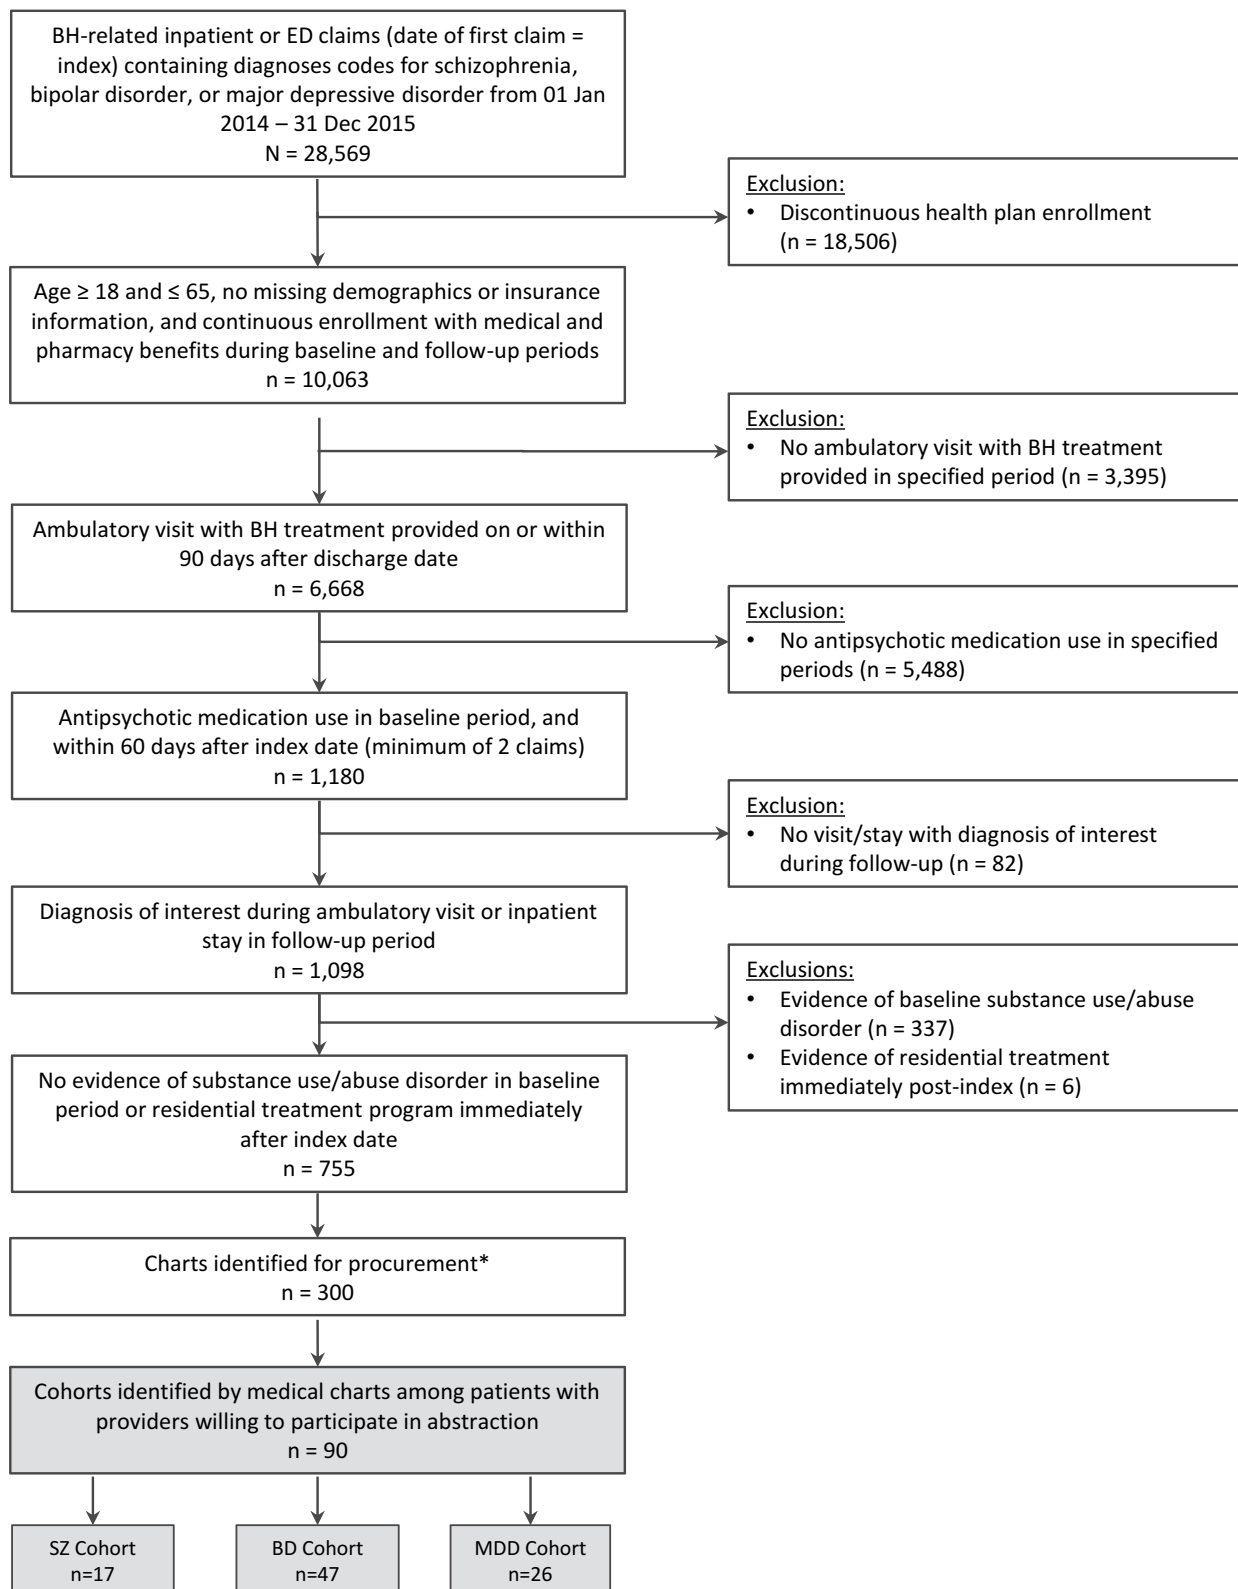 BH-related inpatient or ED claims (date of first claim =
index) containing diagnoses codes for schizophrenia,
bipolar disorder, or major depressive disorder from 01 Jan
2014 – 31 Dec 2015
N = 28,569
Exclusion:
• Discontinuous health plan enrollment
(n = 18,506)
Age ≥ 18 and ≤ 65, no missing demographics or insurance
information, and continuous enrollment with medical and
pharmacy benefits during baseline and follow-up periods
n = 10,063
Exclusion:
• No ambulatory visit with BH treatment
provided in specified period (n = 3,395)
Ambulatory visit with BH treatment provided on or within
90 days after discharge date
n = 6,668
Exclusion:
• No antipsychotic medication use in specified
periods (n = 5,488)
Antipsychotic medication use in baseline period, and
within 60 days after index date (minimum of 2 claims)
n = 1,180
Exclusion:
• No visit/stay with diagnosis of interest
during follow-up (n = 82)
Diagnosis of interest during ambulatory visit or inpatient
stay in follow-up period
n = 1,098
Exclusions:
• Evidence of baseline substance use/abuse
disorder (n = 337)
• Evidence of residential treatment
immediately post-index (n = 6)
No evidence of substance use/abuse disorder in baseline
period or residential treatment program immediately
after index date
n = 755
Charts identified for procurement*
n = 300
Cohorts identified by medical charts among patients with
providers willing to participate in abstraction
n = 90
SZ Cohort
n=17
BD Cohort
n=47
MDD Cohort
n=26